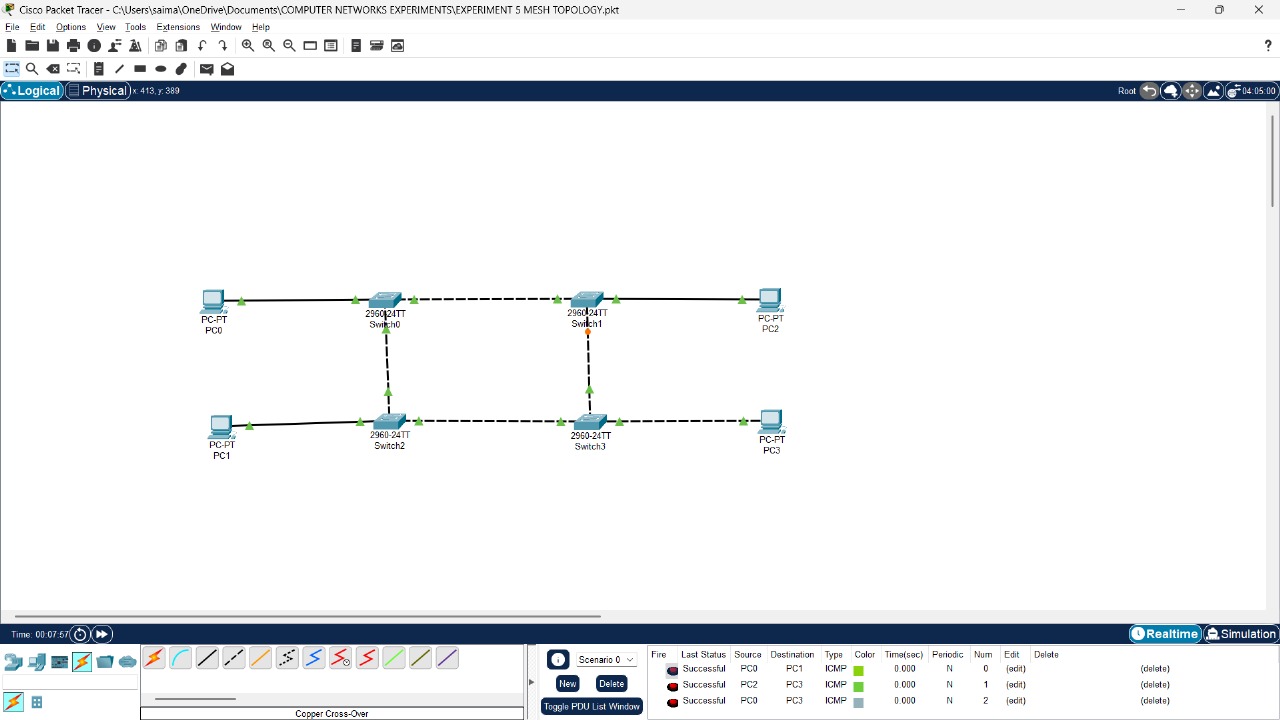 Cisco Packet Tracer - C:\Users\saima\OneDrive\Documents\COMPUTER NETWORKS EXPERIMENTS\EXPERIMENT 5 MESH TOPOLOGY.pkt
File Edit Options View Tools Extensions Window Help
?
Logical Physical x: 413, y: 389 Root 04:05:00
2960-24TT
Switch0
2960-24TT
Switch1
PC-PT
PC0
PC-PT
PC2
2960-24TT
Switch2
2960-24TT
Switch3
PC-PT
PC1
PC-PT
PC3
Time: 00:07:57 Realtime Simulation
Scenario 0
New Delete
Toggle PDU List Window
Copper Cross-Over
Fire Last Status Source Destination Type Color Time(sec) Periodic Num Edit Delete
Successful PC0 PC1 ICMP 0.000 N 0 (edit) (delete)
Successful PC2 PC3 ICMP 0.000 N 1 (edit) (delete)
Successful PC0 PC3 ICMP 0.000 N 2 (edit) (delete)